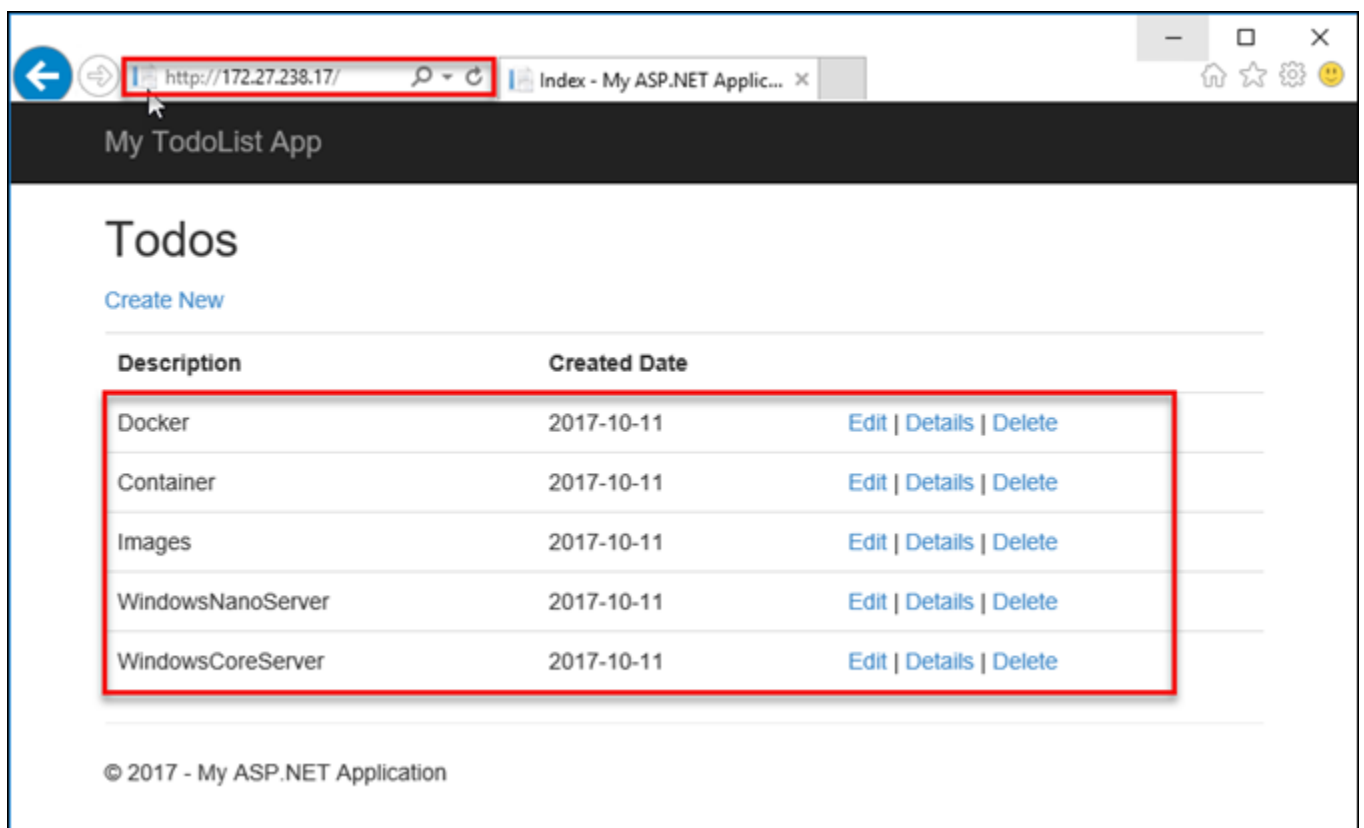 http://172.27.238.17/
Index - My ASP.NET Applic...
My TodoList App
Todos
Create New
Description Created Date
Docker 2017-10-11 Edit | Details | Delete
Container 2017-10-11 Edit | Details | Delete
Images 2017-10-11 Edit | Details | Delete
WindowsNanoServer 2017-10-11 Edit | Details | Delete
WindowsCoreServer 2017-10-11 Edit | Details | Delete
© 2017 - My ASP.NET Application